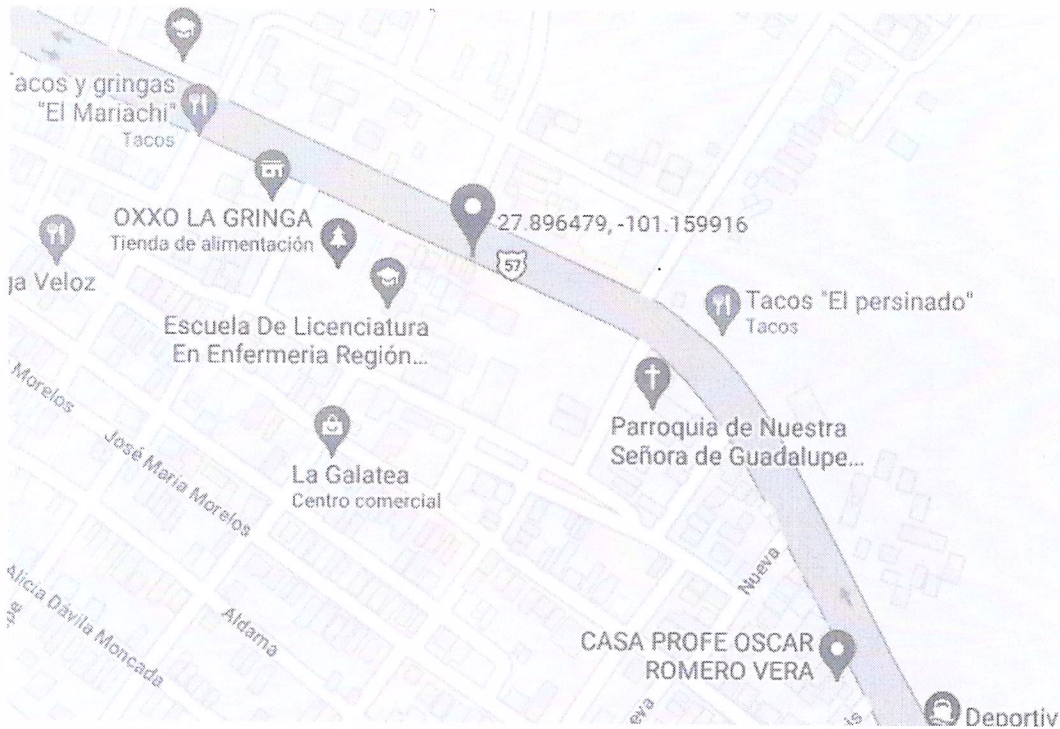 acos y gringas
"El Mariachi"
Tacos
OXXO LA GRINGA
Tienda de alimentación
27.896479, -101.159916
57
ja Veloz
Tacos "El persinado"
Tacos
Escuela De Licenciatura
En Enfermeria Región...
Parroquia de Nuestra
Señora de Guadalupe...
Morelos
José María Morelos
La Galatea
Centro comercial
Nueva
Alicia Dávila Moncada
Aldama
CASA PROFE OSCAR
ROMERO VERA
eva
Deportiv